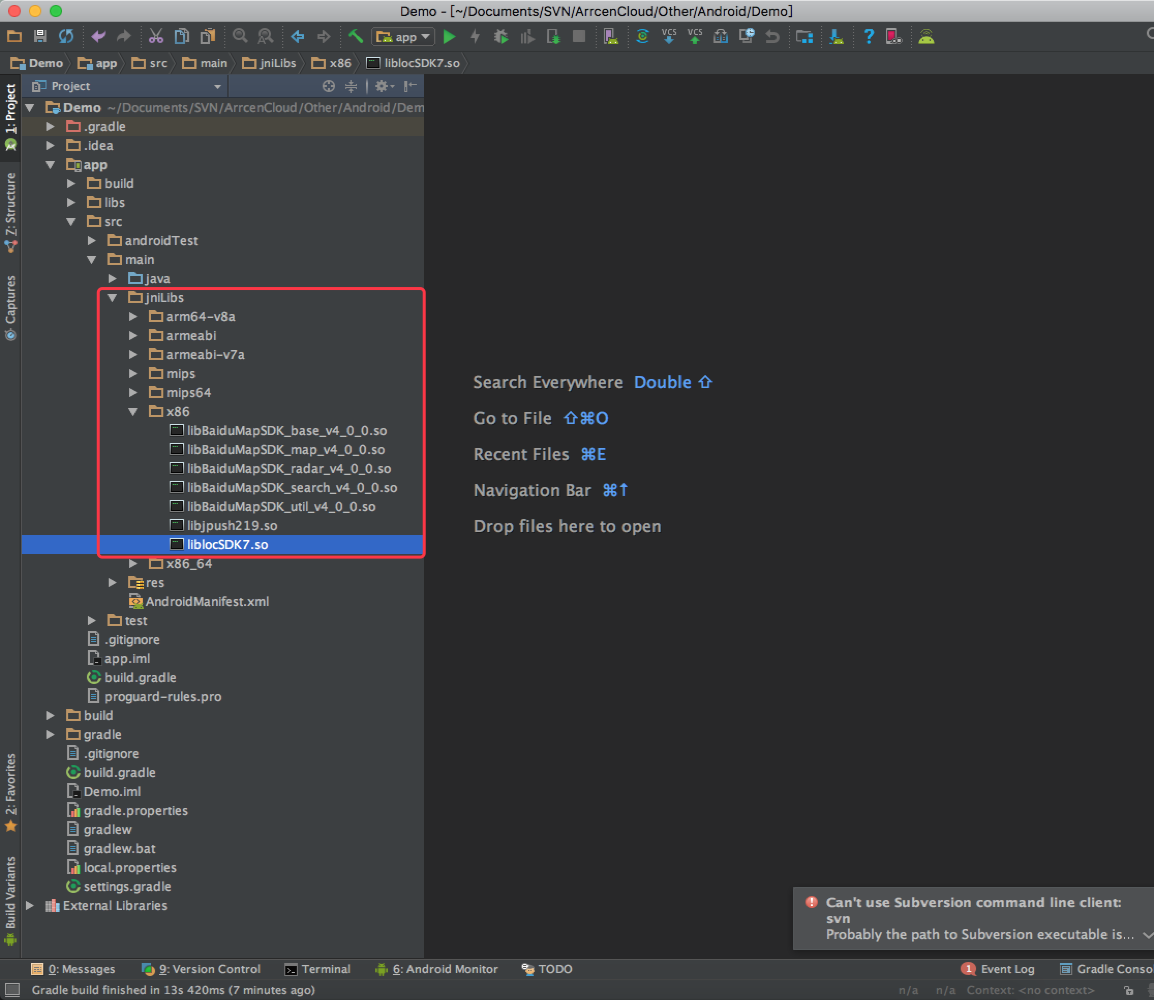 Demo - [~/Documents/SVN/ArrcenCloud/Other/Android/Demo]
app
VCS VCS
Demo app src main jniLibs x86 liblocSDK7.so
Project
Demo ~/Documents/SVN/ArrcenCloud/Other/Android/Dem
.gradle
.idea
app
build
libs
src
androidTest
main
java
jniLibs
arm64-v8a
armeabi
armeabi-v7a
mips
mips64
x86
libBaiduMapSDK_base_v4_0_0.so
libBaiduMapSDK_map_v4_0_0.so
libBaiduMapSDK_radar_v4_0_0.so
libBaiduMapSDK_search_v4_0_0.so
libBaiduMapSDK_util_v4_0_0.so
libjpush219.so
liblocSDK7.so
x86_64
res
AndroidManifest.xml
test
.gitignore
app.iml
build.gradle
proguard-rules.pro
build
gradle
.gitignore
build.gradle
Demo.iml
gradle.properties
gradlew
gradlew.bat
local.properties
settings.gradle
External Libraries
1: Project
7: Structure
Captures
2: Favorites
Build Variants
Search Everywhere Double ⇧
Go to File ⇧⌘O
Recent Files ⌘E
Navigation Bar ⌘↑
Drop files here to open
Can't use Subversion command line client:
svn
Probably the path to Subversion executable is...
0: Messages 9: Version Control Terminal 6: Android Monitor TODO 1 Event Log Gradle Conso
Gradle build finished in 13s 420ms (7 minutes ago) n/a n/a Context: <no context>